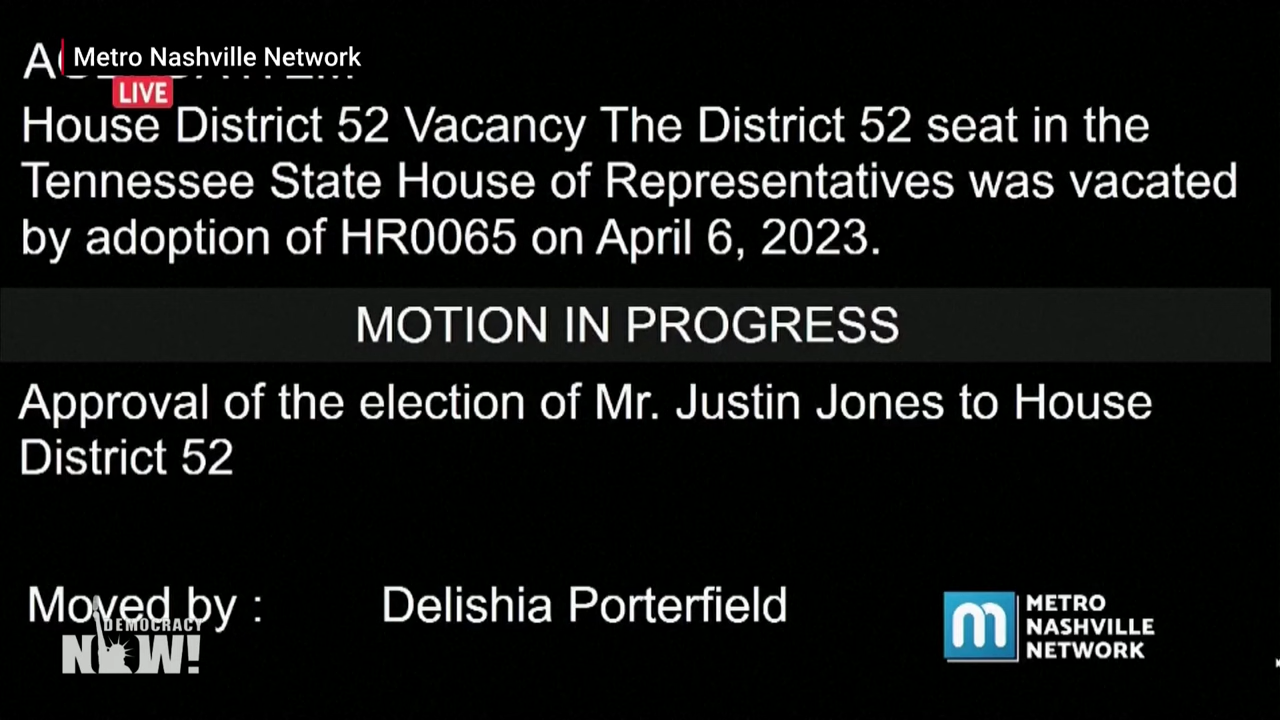 Metro Nashville Network
LIVE
House District 52 Vacancy The District 52 seat in the
Tennessee State House of Representatives was vacated
by adoption of HR0065 on April 6, 2023.
MOTION IN PROGRESS
Approval of the election of Mr. Justin Jones to House
District 52
Moved by : Delishia Porterfield
DEMOCRACY
NOW!
m METRO
NASHVILLE
NETWORK